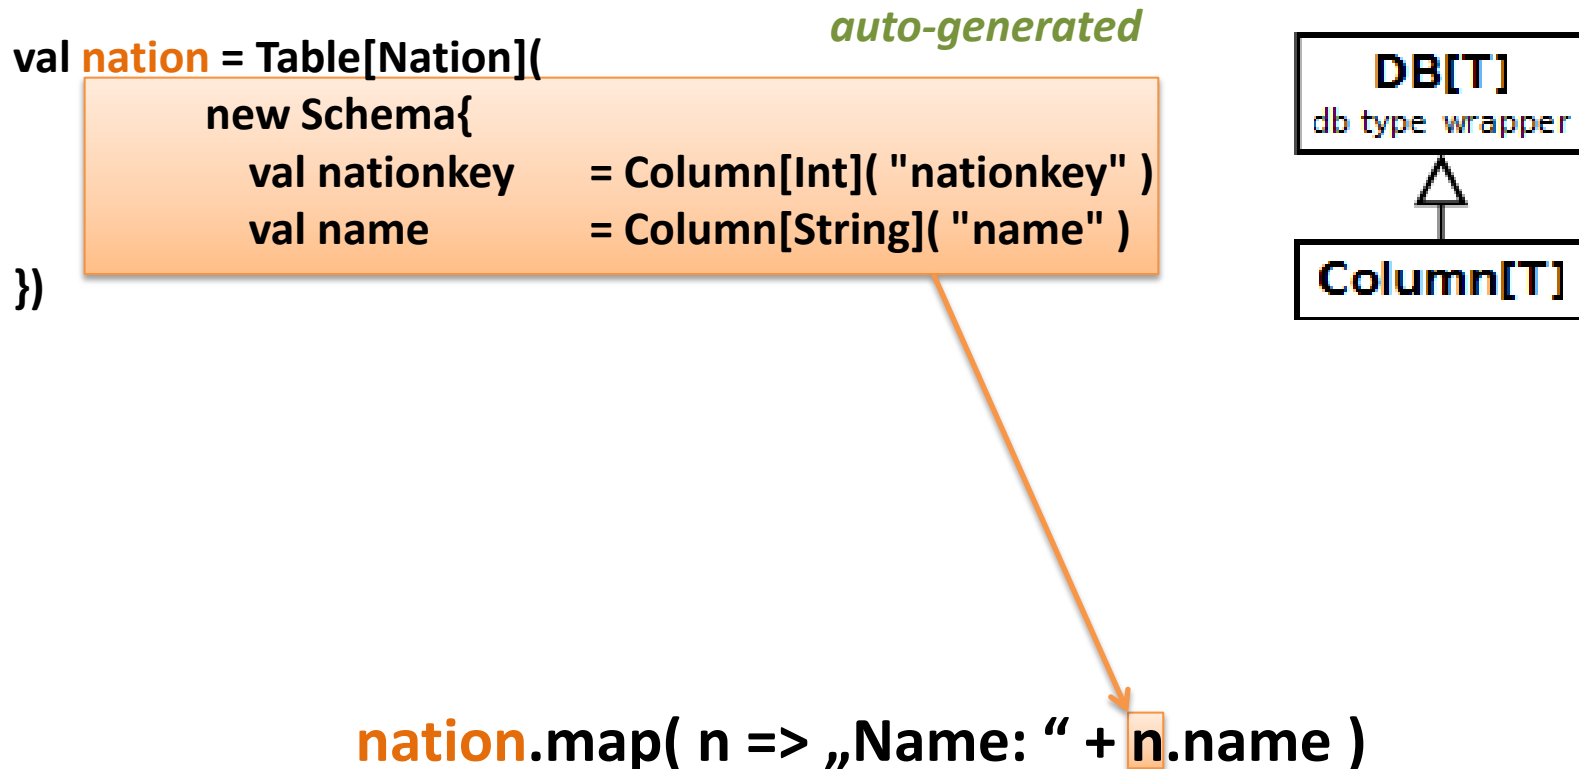 auto-generated
val nation = Table[Nation](
new Schema{
val nationkey = Column[Int]( "nationkey" )
val name = Column[String]( "name" )
})
DB[T]
db type wrapper
Column[T]
nation.map( n => „Name: “ + n.name )